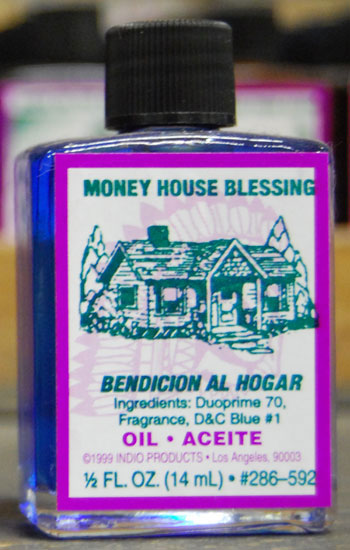 MONEY HOUSE BLESSING
BENDICION AL HOGAR
Ingredients: Duoprime 70,
Fragrance, D&C Blue #1
OIL • ACEITE
©1999 INDIO PRODUCTS • Los Angeles, 90003
½ FL. OZ. (14 mL) • #286–592